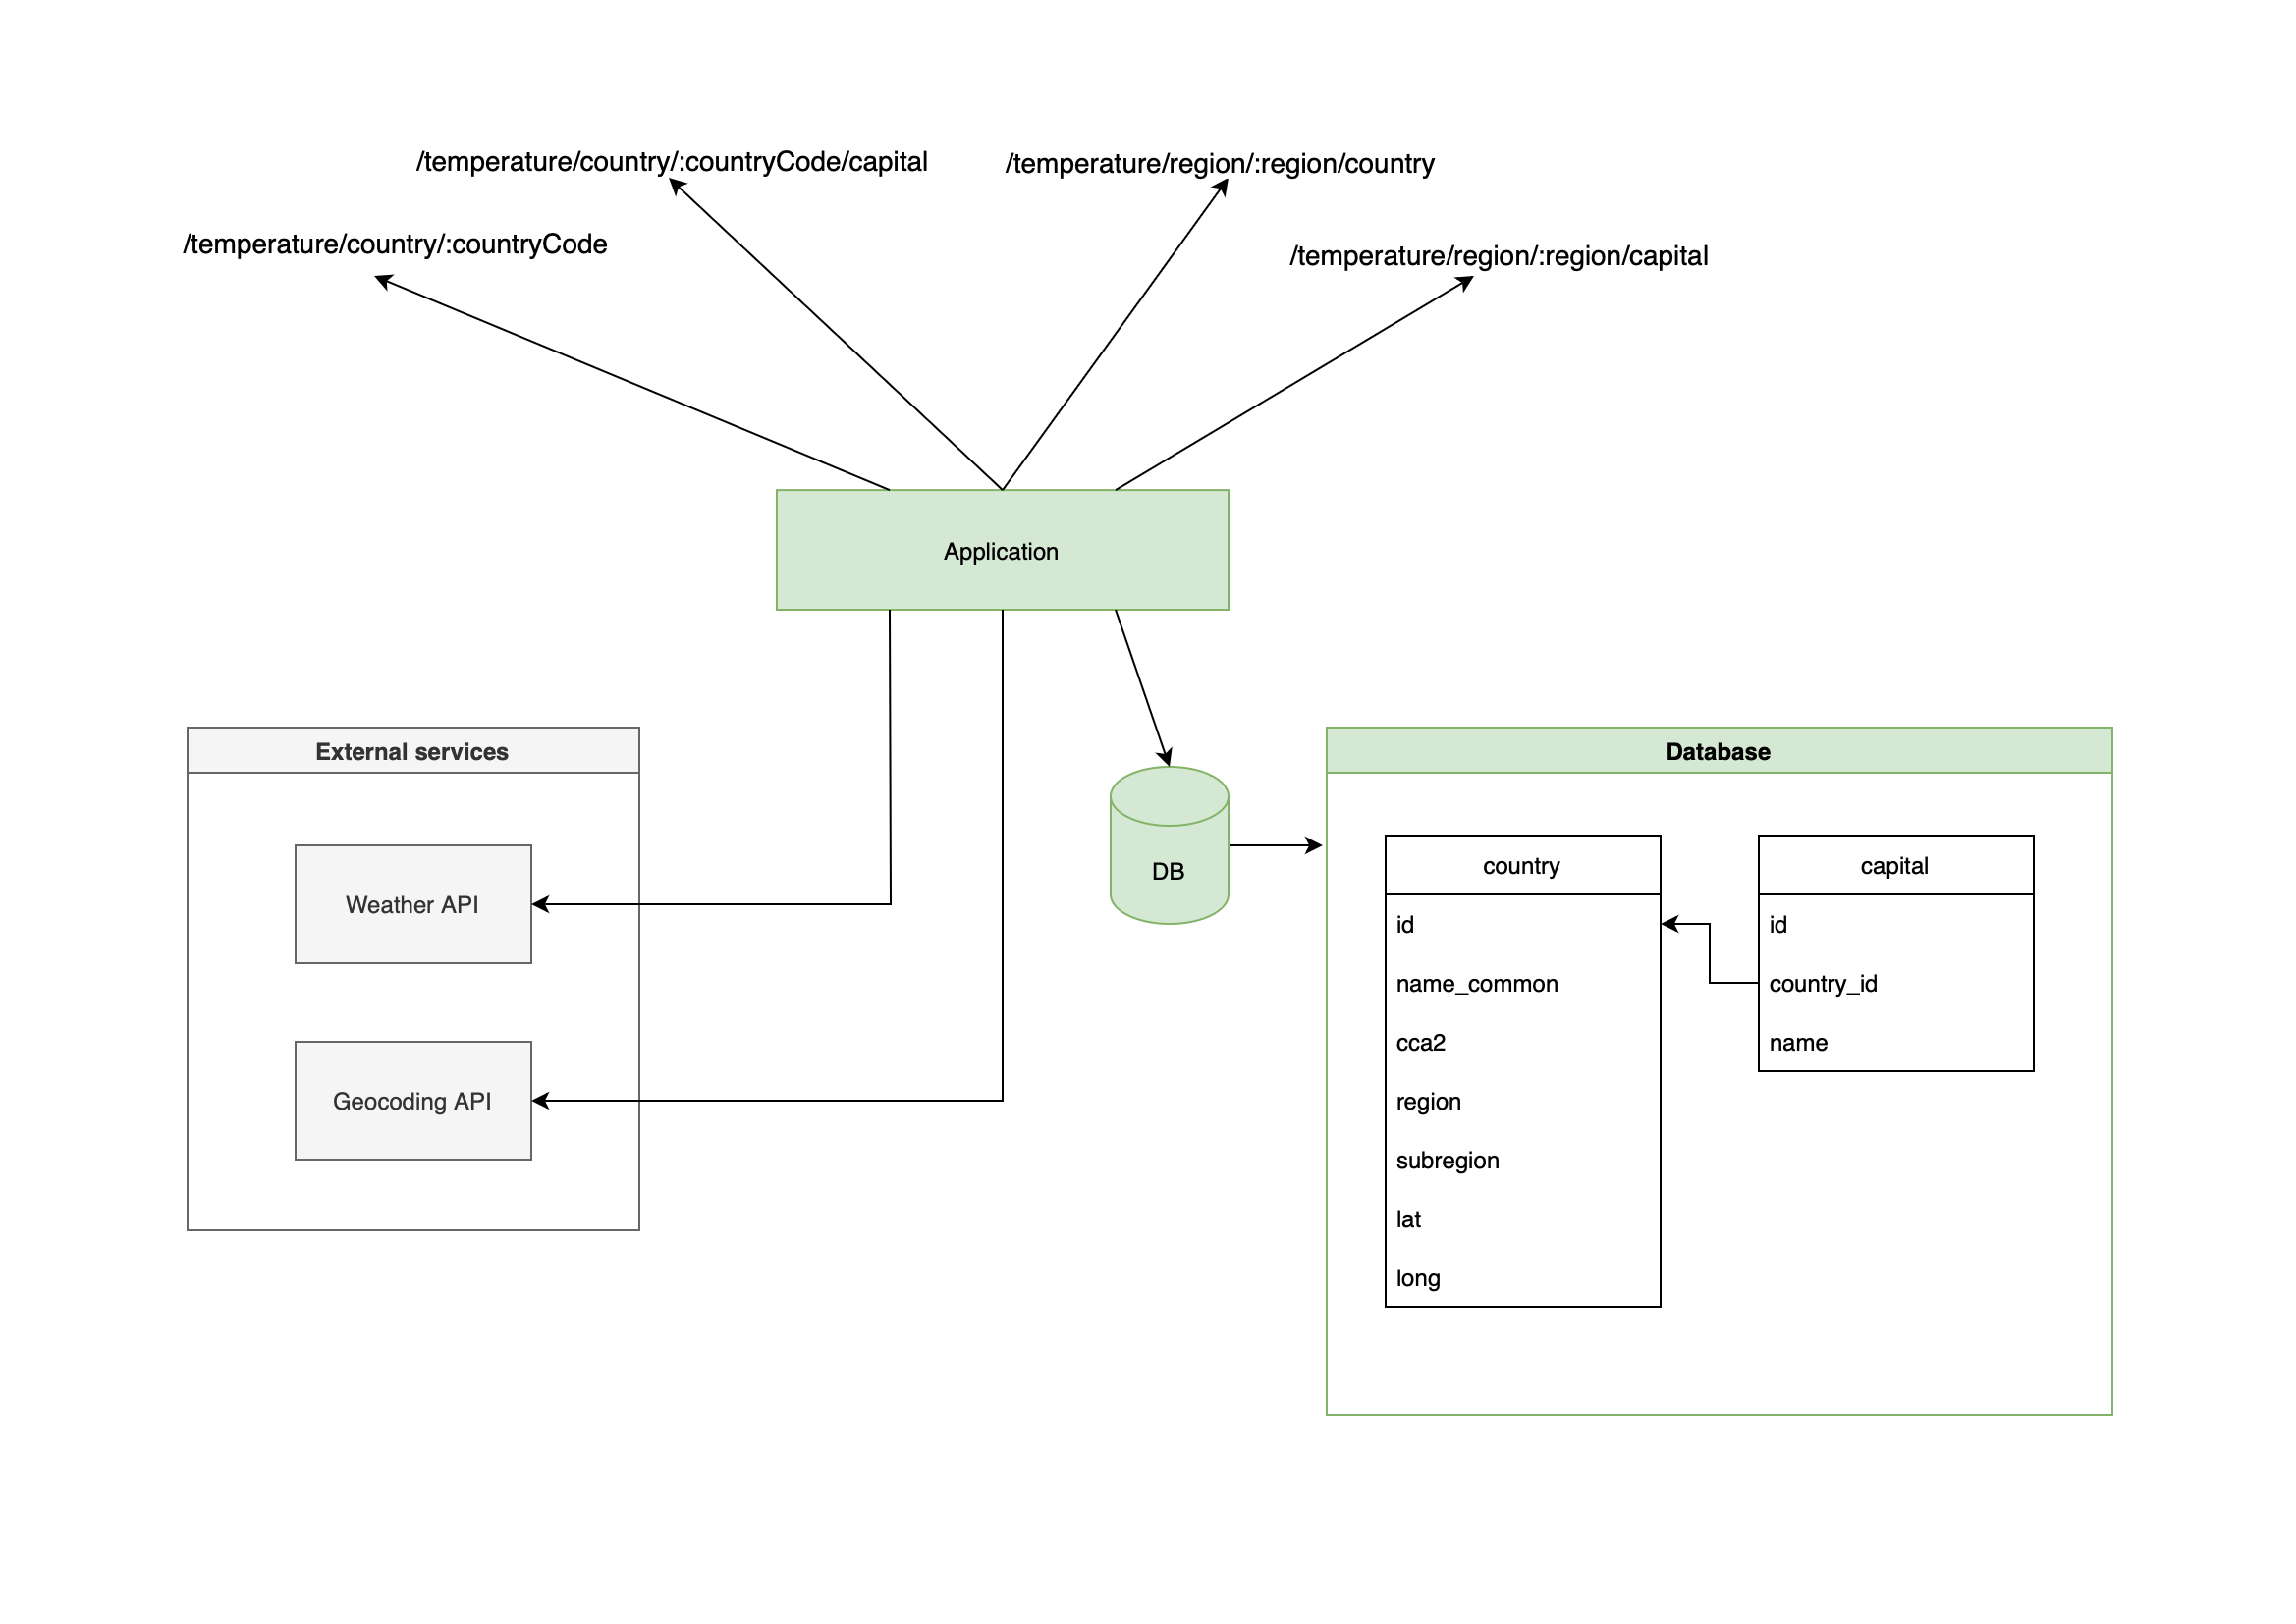 /temperature/country/:countryCode/capital
/temperature/region/:region/country
/temperature/country/:countryCode
/temperature/region/:region/capital
Application
External services
Weather API
Geocoding API
DB
Database
country
id
name_common
cca2
region
subregion
lat
long
capital
id
country_id
name